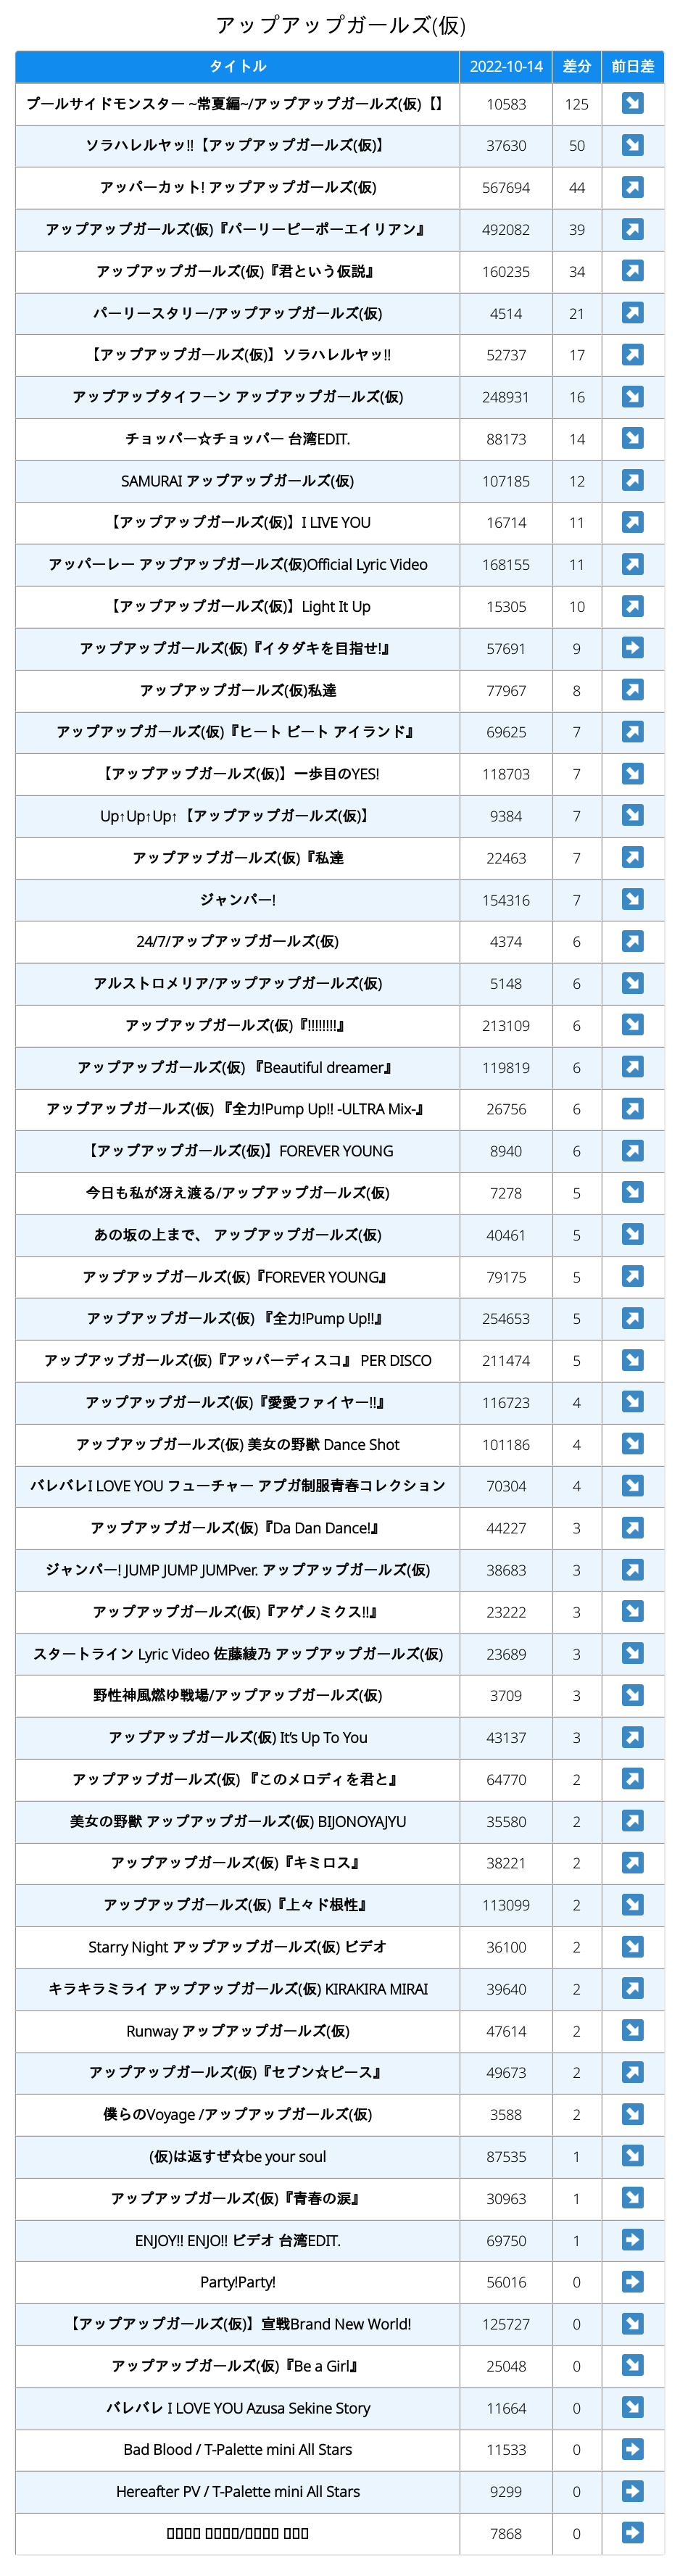 アップアップガールズ(仮)
タイトル 2022-10-14 差分 前日差
プールサイドモンスター ~常夏編~/アップアップガールズ(仮)【】 10583 125 ↘
ソラハレルヤッ!!【アップアップガールズ(仮)】 37630 50 ↘
アッパーカット! アップアップガールズ(仮) 567694 44 ↗
アップアップガールズ(仮)『パーリーピーポーエイリアン』 492082 39 ↗
アップアップガールズ(仮)『君という仮説』 160235 34 ↗
パーリースタリー/アップアップガールズ(仮) 4514 21 ↗
【アップアップガールズ(仮)】ソラハレルヤッ!! 52737 17 ↗
アップアップタイフーン アップアップガールズ(仮) 248931 16 ↘
チョッパー☆チョッパー 台湾EDIT. 88173 14 ↘
SAMURAI アップアップガールズ(仮) 107185 12 ↗
【アップアップガールズ(仮)】I LIVE YOU 16714 11 ↗
アッパーレー アップアップガールズ(仮)Official Lyric Video 168155 11 ↗
【アップアップガールズ(仮)】Light It Up 15305 10 ↗
アップアップガールズ(仮)『イタダキを目指せ!』 57691 9 ➡
アップアップガールズ(仮)私達 77967 8 ↗
アップアップガールズ(仮)『ヒート ビート アイランド』 69625 7 ↗
【アップアップガールズ(仮)】一歩目のYES! 118703 7 ↘
Up↑Up↑Up↑【アップアップガールズ(仮)】 9384 7 ↘
アップアップガールズ(仮)『私達 22463 7 ↗
ジャンパー! 154316 7 ↘
24/7/アップアップガールズ(仮) 4374 6 ↗
アルストロメリア/アップアップガールズ(仮) 5148 6 ↘
アップアップガールズ(仮)『!!!!!!!!』 213109 6 ↘
アップアップガールズ(仮) 『Beautiful dreamer』 119819 6 ↗
アップアップガールズ(仮) 『全力!Pump Up!! -ULTRA Mix-』 26756 6 ↗
【アップアップガールズ(仮)】FOREVER YOUNG 8940 6 ↗
今日も私が冴え渡る/アップアップガールズ(仮) 7278 5 ↘
あの坂の上まで、 アップアップガールズ(仮) 40461 5 ↘
アップアップガールズ(仮)『FOREVER YOUNG』 79175 5 ↗
アップアップガールズ(仮) 『全力!Pump Up!!』 254653 5 ↗
アップアップガールズ(仮)『アッパーディスコ』 PER DISCO 211474 5 ↘
アップアップガールズ(仮)『愛愛ファイヤー!!』 116723 4 ↘
アップアップガールズ(仮) 美女の野獣 Dance Shot 101186 4 ↘
バレバレI LOVE YOU フューチャー アプガ制服青春コレクション 70304 4 ↘
アップアップガールズ(仮)『Da Dan Dance!』 44227 3 ↗
ジャンパー! JUMP JUMP JUMPver. アップアップガールズ(仮) 38683 3 ↗
アップアップガールズ(仮)『アゲノミクス!!』 23222 3 ↘
スタートライン Lyric Video 佐藤綾乃 アップアップガールズ(仮) 23689 3 ↘
野性神風燃ゆ戦場/アップアップガールズ(仮) 3709 3 ↘
アップアップガールズ(仮) It's Up To You 43137 3 ↗
アップアップガールズ(仮) 『このメロディを君と』 64770 2 ↗
美女の野獣 アップアップガールズ(仮) BIJONOYAJYU 35580 2 ↗
アップアップガールズ(仮)『キミロス』 38221 2 ↗
アップアップガールズ(仮)『上々ド根性』 113099 2 ↘
Starry Night アップアップガールズ(仮) ビデオ 36100 2 ↘
キラキラミライ アップアップガールズ(仮) KIRAKIRA MIRAI 39640 2 ↗
Runway アップアップガールズ(仮) 47614 2 ↘
アップアップガールズ(仮)『セブン☆ピース』 49673 2 ↗
僕らのVoyage /アップアップガールズ(仮) 3588 2 ↘
(仮)は返すぜ☆be your soul 87535 1 ↘
アップアップガールズ(仮)『青春の涙』 30963 1 ↘
ENJOY!! ENJO!! ビデオ 台湾EDIT. 69750 1 ➡
Party!Party! 56016 0 ➡
【アップアップガールズ(仮)】宣戦Brand New World! 125727 0 ↘
アップアップガールズ(仮)『Be a Girl』 25048 0 ↘
バレバレ I LOVE YOU Azusa Sekine Story 11664 0 ↘
Bad Blood / T-Palette mini All Stars 11533 0 ➡
Hereafter PV / T-Palette mini All Stars 9299 0 ➡
▯▯▯▯ ▯▯▯▯/▯▯▯▯ ▯▯▯ 7868 0 ➡